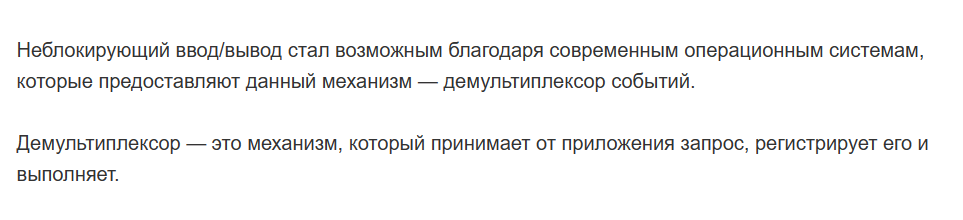 Неблокирующий ввод/вывод стал возможным благодаря современным операционным системам,
которые предоставляют данный механизм — демультиплексор событий.
Демультиплексор — это механизм, который принимает от приложения запрос, регистрирует его и
выполняет.